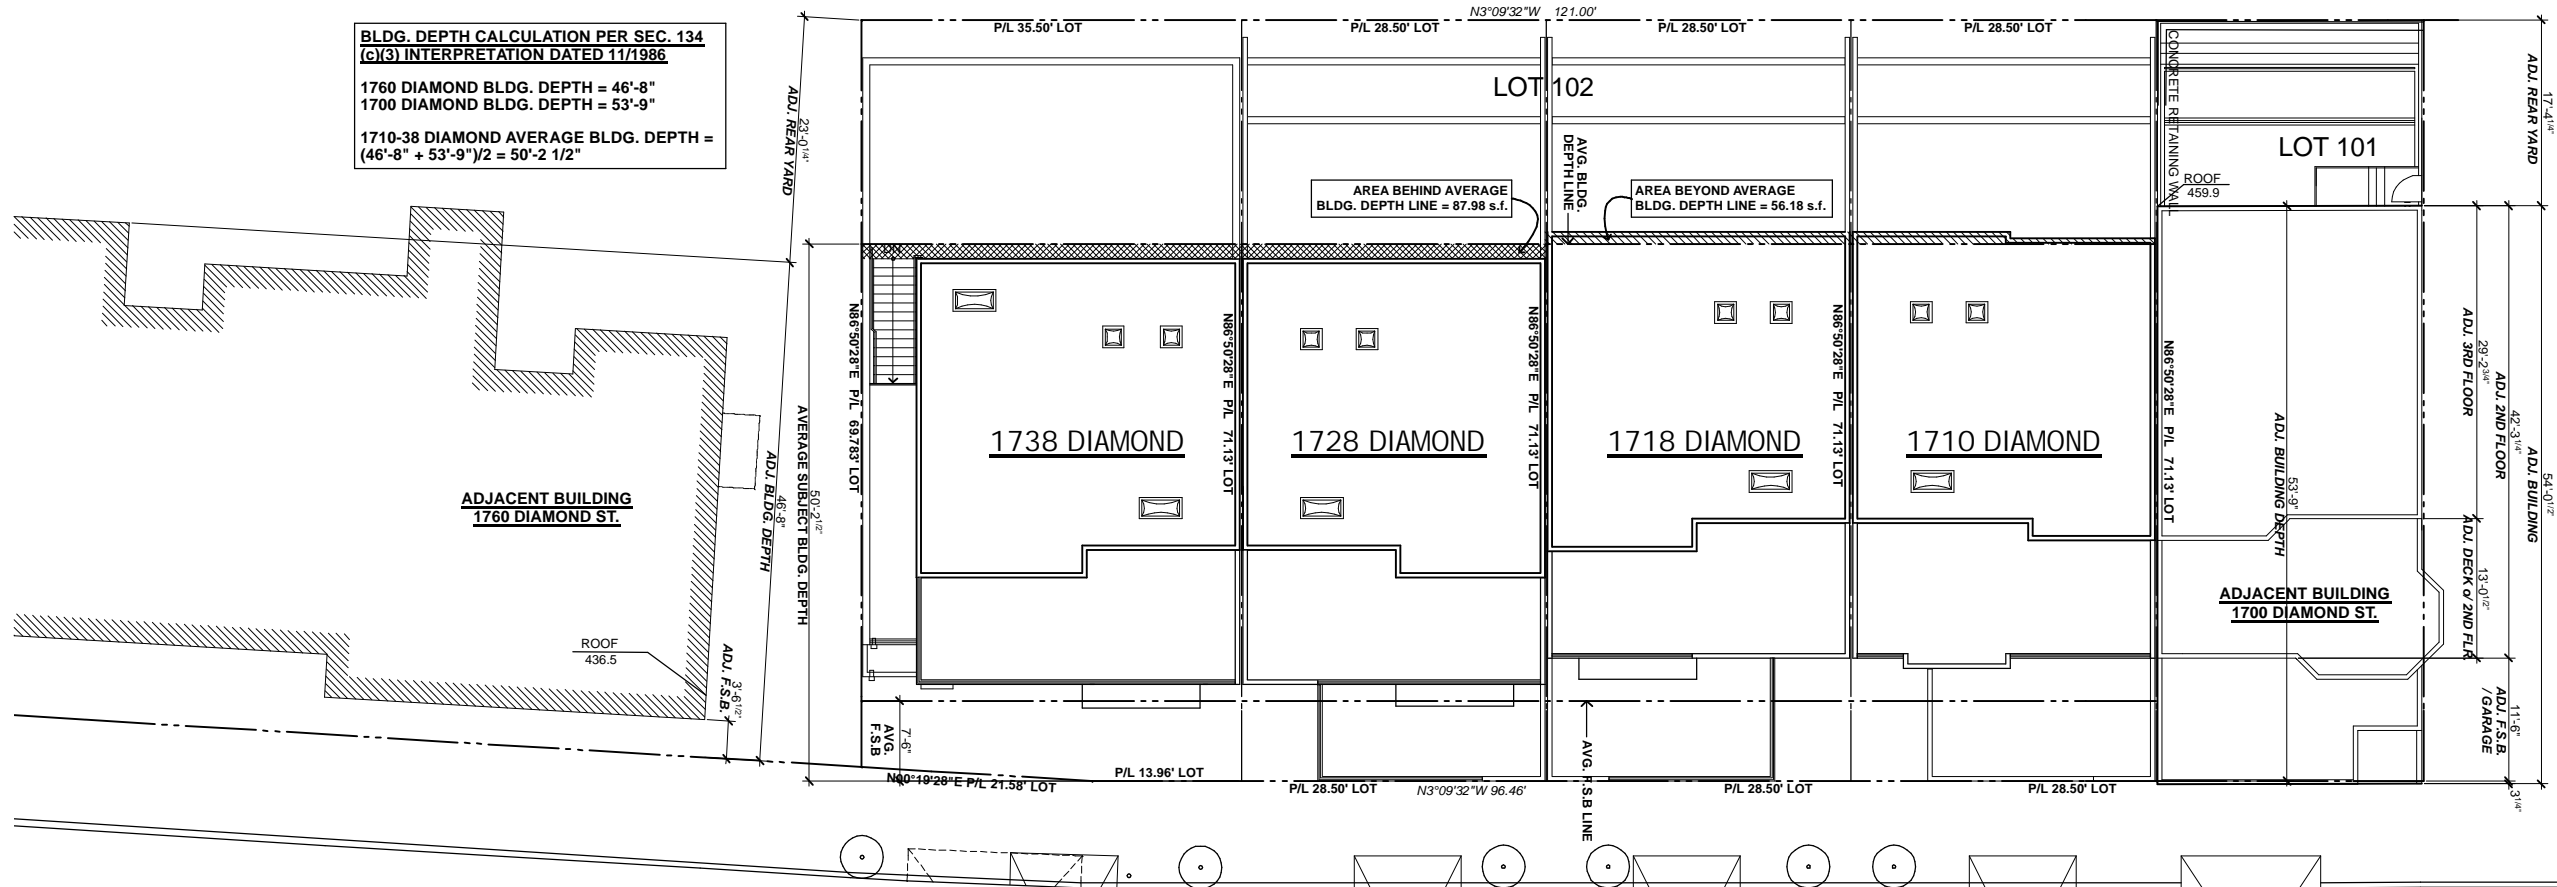 BLDG. DEPTH CALCULATION PER SEC. 134
(c)(3) INTERPRETATION DATED 11/1986
1760 DIAMOND BLDG. DEPTH = 46'-8"
1700 DIAMOND BLDG. DEPTH = 53'-9"
1710-38 DIAMOND AVERAGE BLDG. DEPTH =
(46'-8" + 53'-9")/2 = 50'-2 1/2"
N3°09'32"W 121.00'
P/L 35.50' LOT
P/L 28.50' LOT
P/L 28.50' LOT
P/L 28.50' LOT
LOT 102
LOT 101
CONCRETE RETAINING WALL
ROOF
459.9
ADJ. REAR YARD
23'-0 1/4"
ADJ. REAR YARD
17'-4 1/4"
AVG. BLDG.
DEPTH LINE
AREA BEHIND AVERAGE
BLDG. DEPTH LINE = 87.98 s.f.
AREA BEYOND AVERAGE
BLDG. DEPTH LINE = 56.18 s.f.
DN
N86°50'28"E P/L 69.783' LOT
N86°50'28"E P/L 71.13' LOT
N86°50'28"E P/L 71.13' LOT
N86°50'28"E P/L 71.13' LOT
N86°50'28"E P/L 71.13' LOT
1738 DIAMOND
1728 DIAMOND
1718 DIAMOND
1710 DIAMOND
ADJACENT BUILDING
1760 DIAMOND ST.
ROOF
436.5
ADJ. F.S.B.
3'-6 1/2"
ADJ. BLDG. DEPTH
46'-8"
AVERAGE SUBJECT BLDG. DEPTH
50'-2 1/2"
ADJ. BUILDING DEPTH
53'-9"
ADJ. 3RD FLOOR
29'-2 3/4"
ADJ. 2ND FLOOR
42'-3 1/4"
ADJ. BUILDING
54'-0 1/2"
ADJ. DECK o/ 2ND FLR.
13'-0 1/2"
ADJACENT BUILDING
1700 DIAMOND ST.
ADJ. F.S.B.
/ GARAGE
11'-6"
3 1/4"
AVG.
F.S.B
7'-6"
AVG. F.S.B LINE
N00°19'28"E P/L 21.58' LOT
P/L 13.96' LOT
P/L 28.50' LOT
N3°09'32"W 96.46'
P/L 28.50' LOT
P/L 28.50' LOT